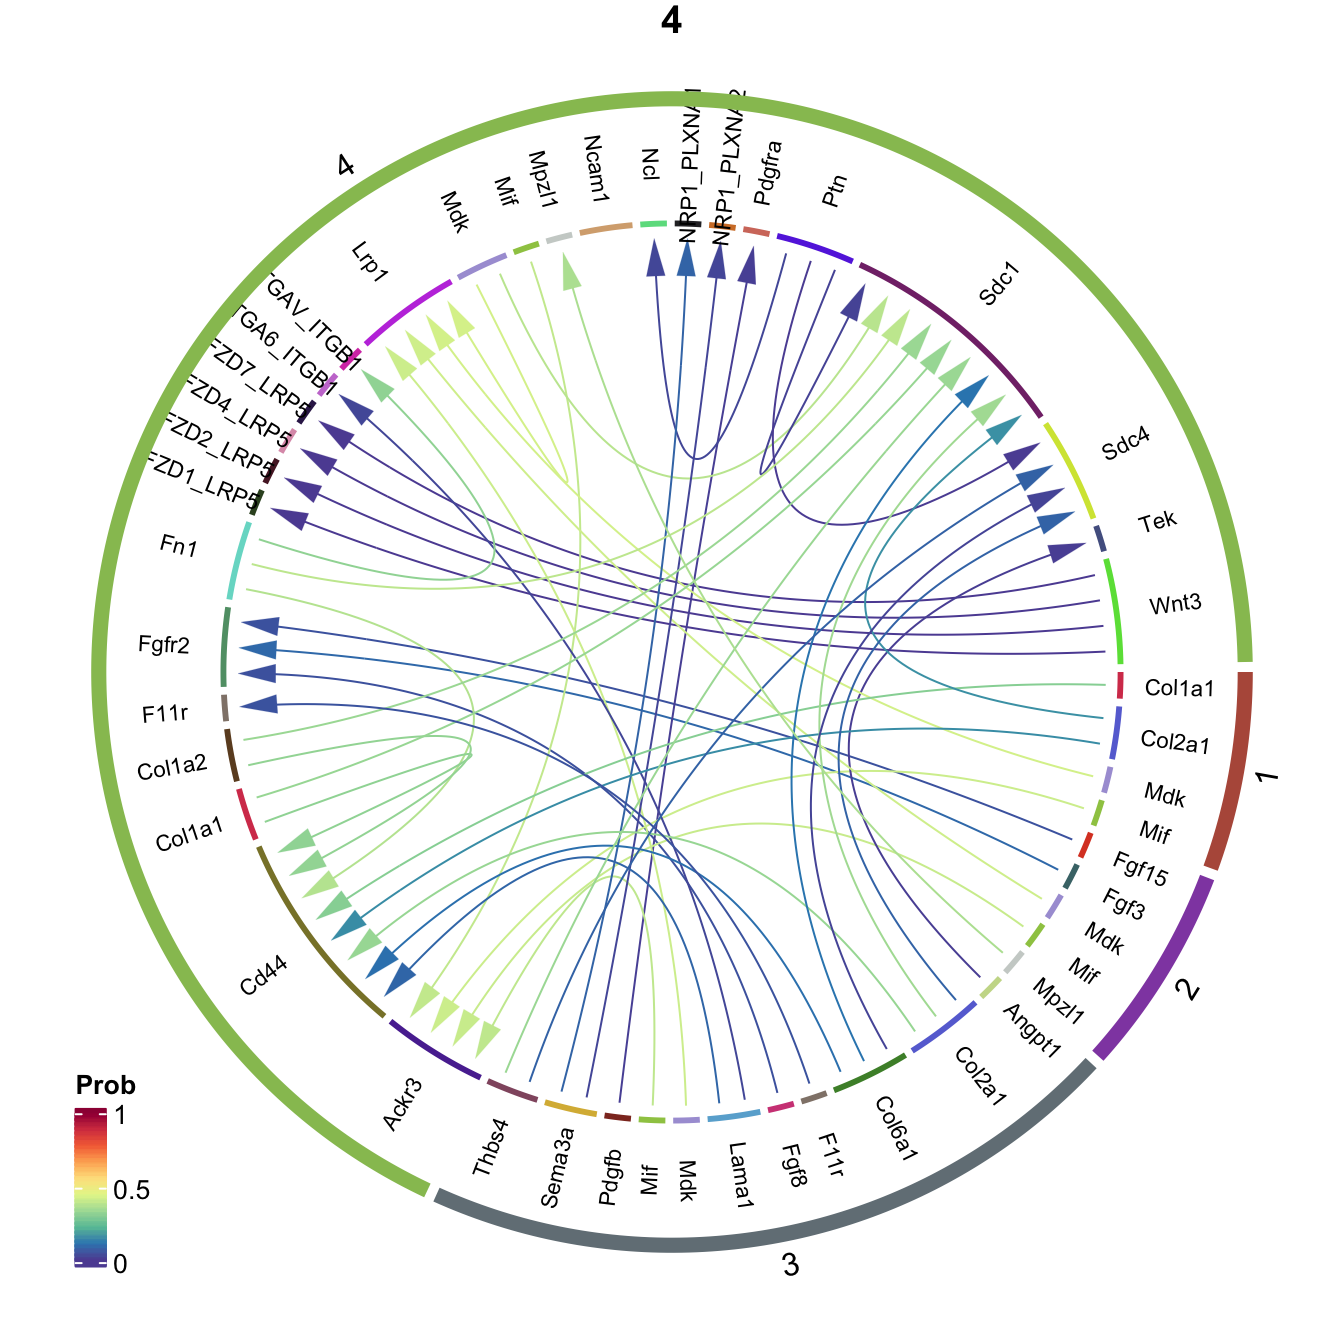 4
4
Mdk
Mif
Mpzl1
Ncam1
Ncl
NRP1_PLXNA1
NRP1_PLXNA2
Pdgfra
Ptn
Sdc1
Sdc4
Tek
Wnt3
Col1a1
Col2a1
Mdk
Mif
1
Fgf15
Fgf3
Mdk
Mif
Mpzl1
2
Angpt1
Col2a1
Col6a1
F11r
Fgf8
Lama1
Mdk
Mif
Pdgfb
Sema3a
Thbs4
3
Ackr3
Cd44
Col1a1
Col1a2
F11r
Fgfr2
Fn1
FZD1_LRP5
FZD2_LRP5
FZD4_LRP5
FZD7_LRP5
TGA6_ITGB1
TGAV_ITGB1
Lrp1
Prob
1
0.5
0